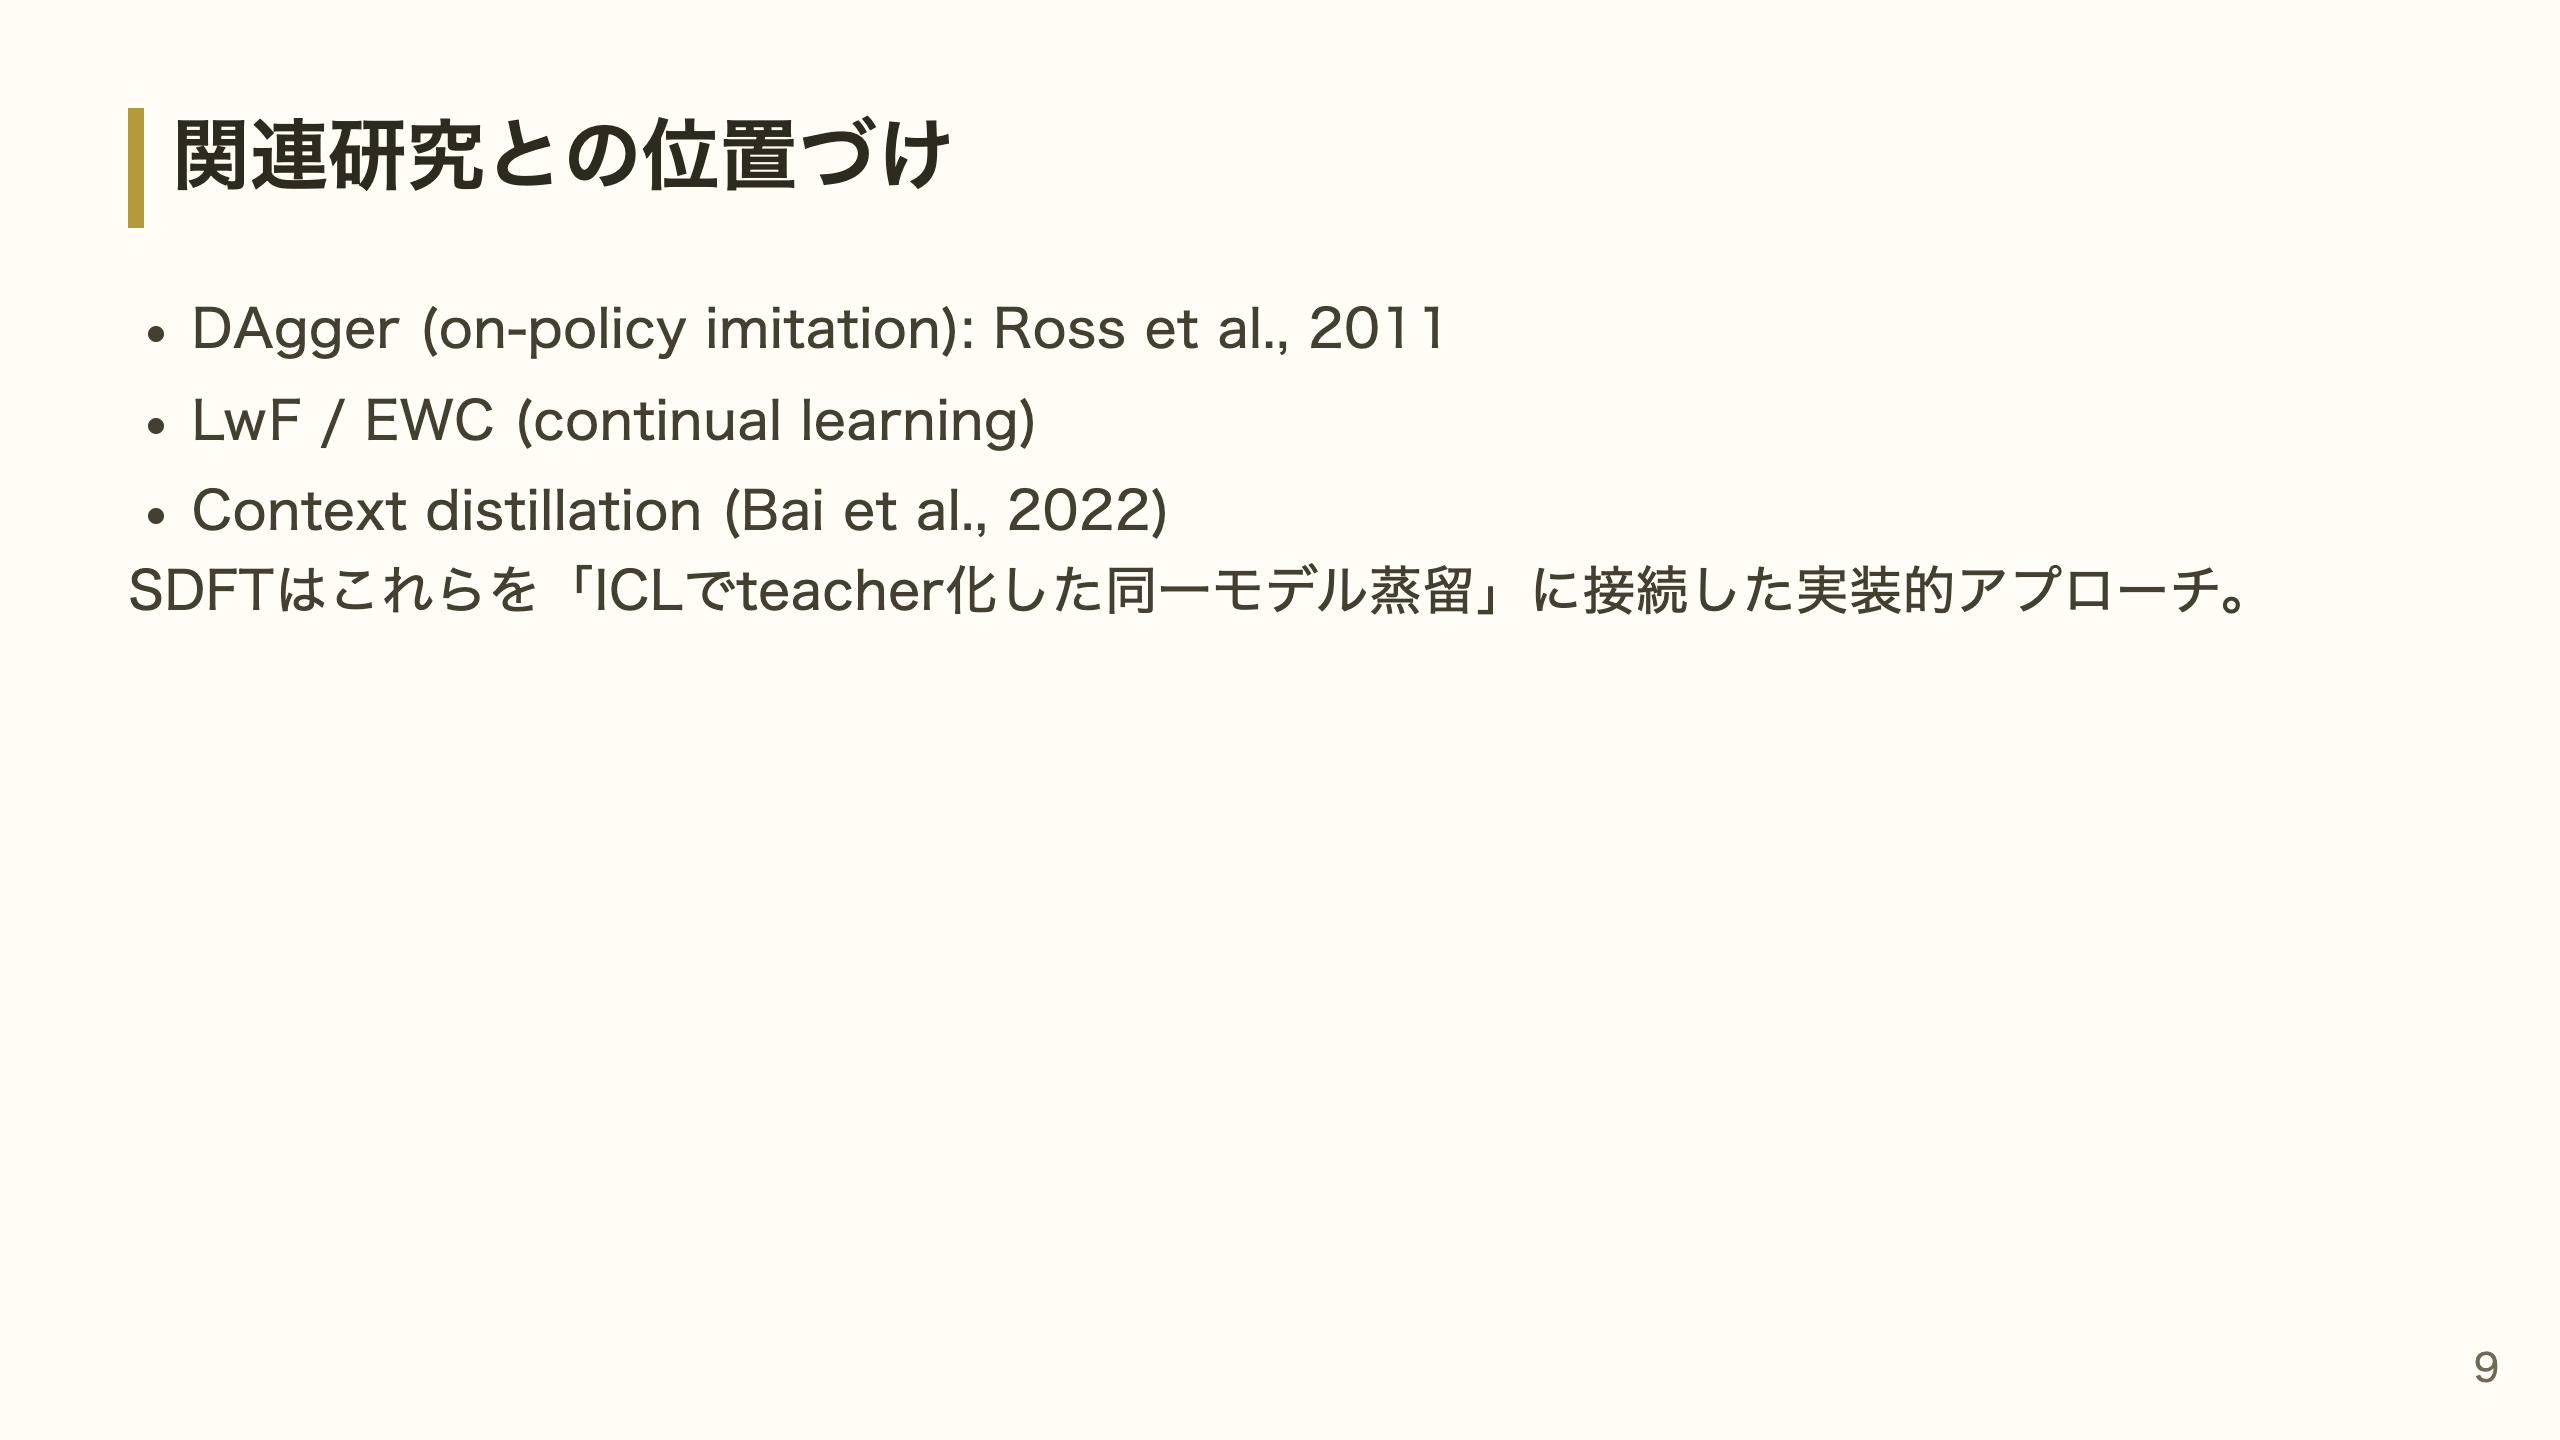 関連研究との位置づけ
• DAgger (on-policy imitation): Ross et al., 2011
• LwF / EWC (continual learning)
• Context distillation (Bai et al., 2022)
SDFTはこれらを「ICLでteacher化した同一モデル蒸留」に接続した実装的アプローチ。
9